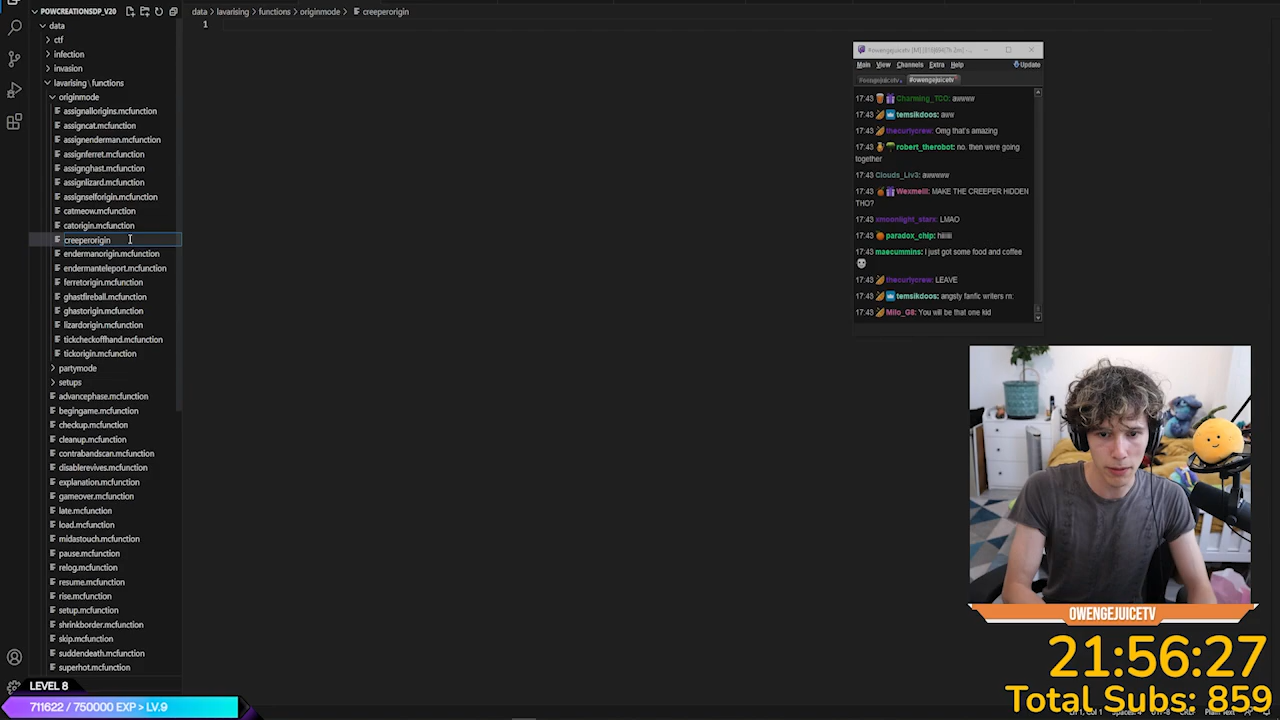 POWCREATIONSDP_V20
data
ctf
infection
invasion
lavarising \ functions
originmode
assignallorigins.mcfunction
assigncat.mcfunction
assignenderman.mcfunction
assignferret.mcfunction
assignghast.mcfunction
assignlizard.mcfunction
assignselforigin.mcfunction
catmeow.mcfunction
catorigin.mcfunction
creeperorigin
endermanorigin.mcfunction
endermanteleport.mcfunction
ferretorigin.mcfunction
ghastfireball.mcfunction
ghastorigin.mcfunction
lizardorigin.mcfunction
tickcheckoffhand.mcfunction
tickorigin.mcfunction
partymode
setups
advancephase.mcfunction
begingame.mcfunction
checkup.mcfunction
cleanup.mcfunction
contrabandscan.mcfunction
disablerevives.mcfunction
explanation.mcfunction
gameover.mcfunction
late.mcfunction
load.mcfunction
midastouch.mcfunction
pause.mcfunction
relog.mcfunction
resume.mcfunction
rise.mcfunction
setup.mcfunction
shrinkborder.mcfunction
skip.mcfunction
suddendeath.mcfunction
superhot.mcfunction
LEVEL 8
711622 / 750000 EXP > LV.9
data > lavarising > functions > originmode > creeperorigin
1
Main View Channels Extra Help Update
#owengejuicetv #owengejuicetv
17:43 Charming_TCO: awwww
17:43 temsikdoos: aww
17:43 thecurlycrew: Omg that's amazing
17:43 robert_therobot: no. then were going
together
17:43 Clouds_Liv3: awwwww
17:43 Wexmelll: MAKE THE CREEPER HIDDEN
THO?
17:43 xmoonlight_starx: LMAO
17:43 paradox_chip: hiiiiii
17:43 maecummins: I just got some food and coffee
17:43 thecurlycrew: LEAVE
17:43 temsikdoos: angsty fanfic writers rn:
17:43 Milo_G8: You will be that one kid
OWENGEJUICETV
21:56:27
Total Subs: 859